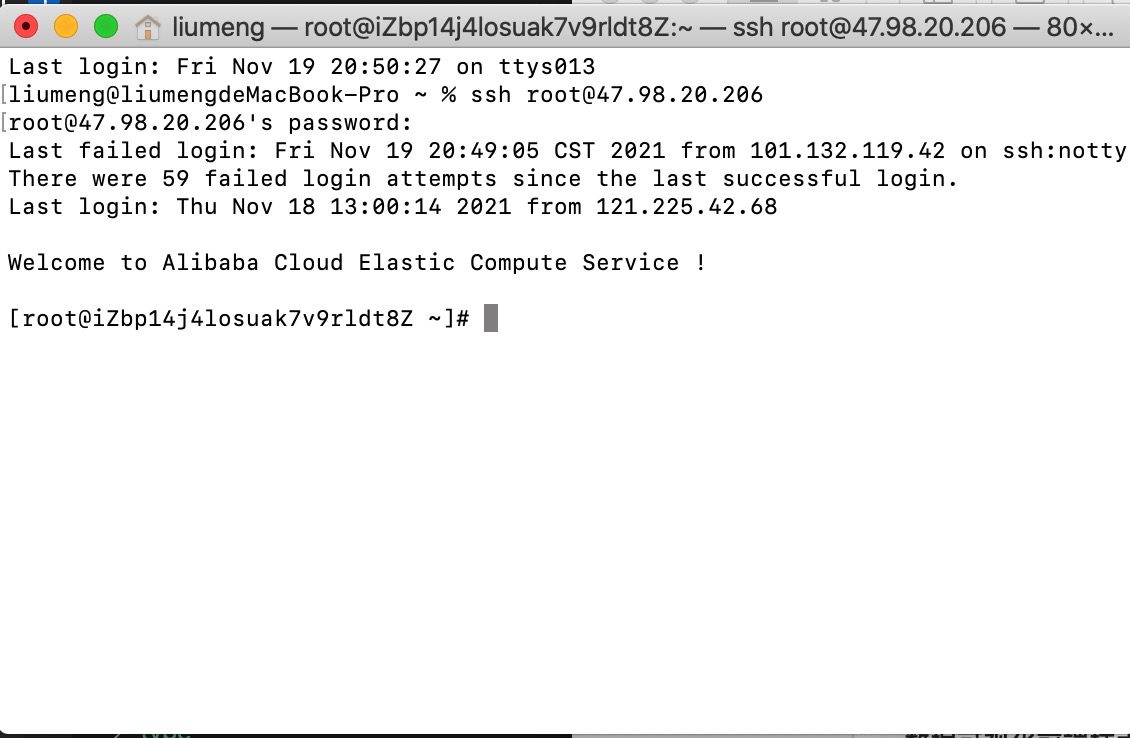 liumeng — root@iZbp14j4losuak7v9rldt8Z:~ — ssh root@47.98.20.206 — 80×...
Last login: Fri Nov 19 20:50:27 on ttys013
[liumeng@liumengdeMacBook-Pro ~ % ssh root@47.98.20.206
[root@47.98.20.206's password:
Last failed login: Fri Nov 19 20:49:05 CST 2021 from 101.132.119.42 on ssh:notty
There were 59 failed login attempts since the last successful login.
Last login: Thu Nov 18 13:00:14 2021 from 121.225.42.68
Welcome to Alibaba Cloud Elastic Compute Service !
[root@iZbp14j4losuak7v9rldt8Z ~]#